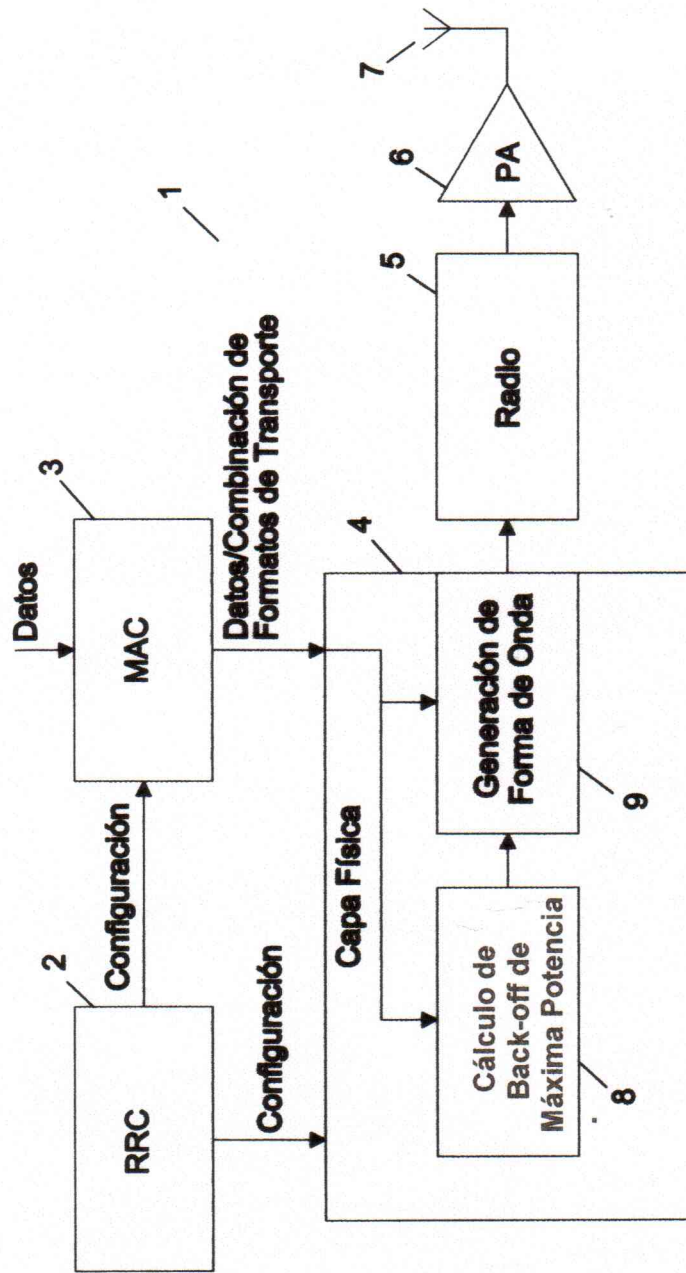 1
Datos
2
RRC
Configuración
3
MAC
Configuración
Datos/Combinación de
Formatos de Transporte
4
Capa Física
Cálculo de
Back-off de
Máxima Potencia
8
Generación de
Forma de Onda
9
5
Radio
6
PA
7